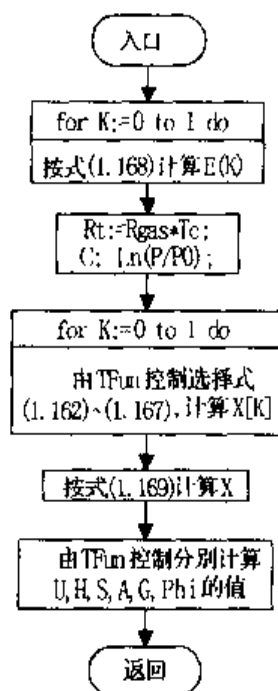 入口
for K:=0 to 1 do
按式(1.168)计算E(K)
Rt:=Rgas*Tc;
C: Ln(P/P0);
for K:=0 to 1 do
由TFun控制选择式
(1.162)~(1.167),计算X[K]
按式(1.169)计算X
由TFun控制分别计算
U,H,S,A,G,Phi的值
返回